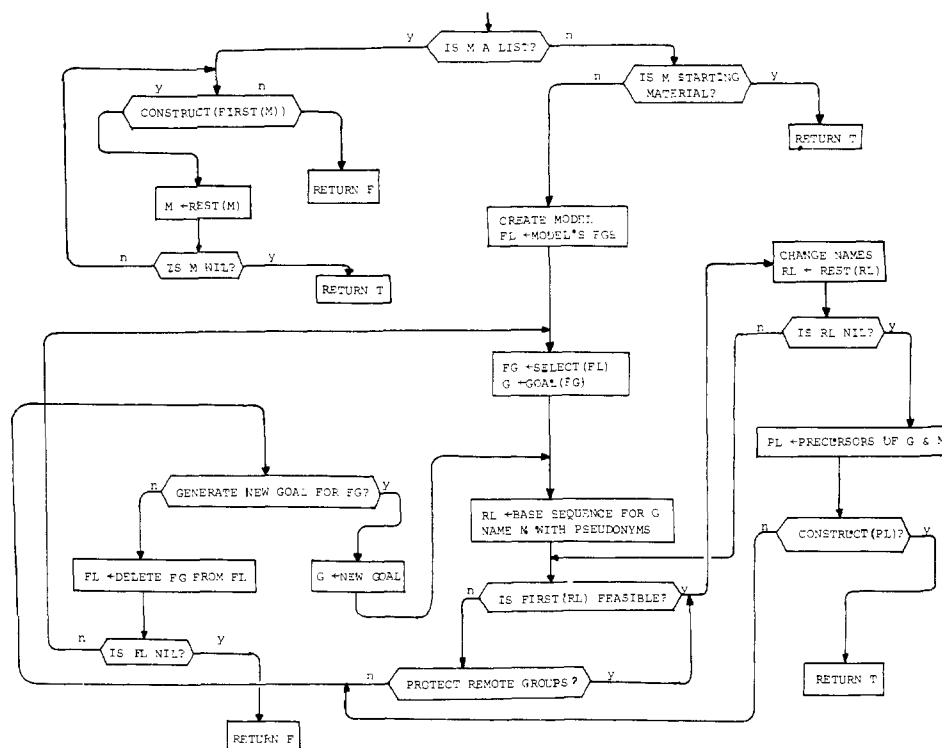 y
IS M A LIST?
n
n
IS M STARTING
MATERIAL?
y
RETURN T
y
n
CONSTRUCT(FIRST(M))
RETURN F
M ←REST(M)
n
IS M NIL?
y
RETURN T
CREATE MODEL
FL ←MODEL'S FGS
CHANGE NAMES
RL ← REST(RL)
n
IS RL NIL?
y
FG ←SELECT(FL)
G ←GOAL(FG)
PL ←PRECURSORS OF G & M
n
GENERATE NEW GOAL FOR FG?
y
RL ←BASE SEQUENCE FOR G
NAME M WITH PSEUDONYMS
n
CONSTRUCT(PL)?
y
FL ←DELETE FG FROM FL
G ←NEW GOAL
n
IS FIRST(RL) FEASIBLE?
y
n
IS FL NIL?
y
n
PROTECT REMOTE GROUPS?
y
RETURN T
RETURN F